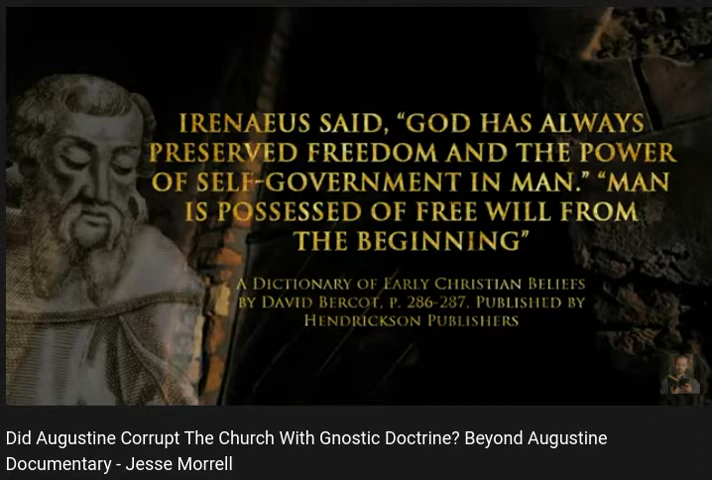 IRENAEUS SAID, “GOD HAS ALWAYS
PRESERVED FREEDOM AND THE POWER
OF SELF-GOVERNMENT IN MAN.” “MAN
IS POSSESSED OF FREE WILL FROM
THE BEGINNING”
A DICTIONARY OF EARLY CHRISTIAN BELIEFS
BY DAVID BERCOT, P. 286-287. PUBLISHED BY
HENDRICKSON PUBLISHERS
Did Augustine Corrupt The Church With Gnostic Doctrine? Beyond Augustine
Documentary - Jesse Morrell